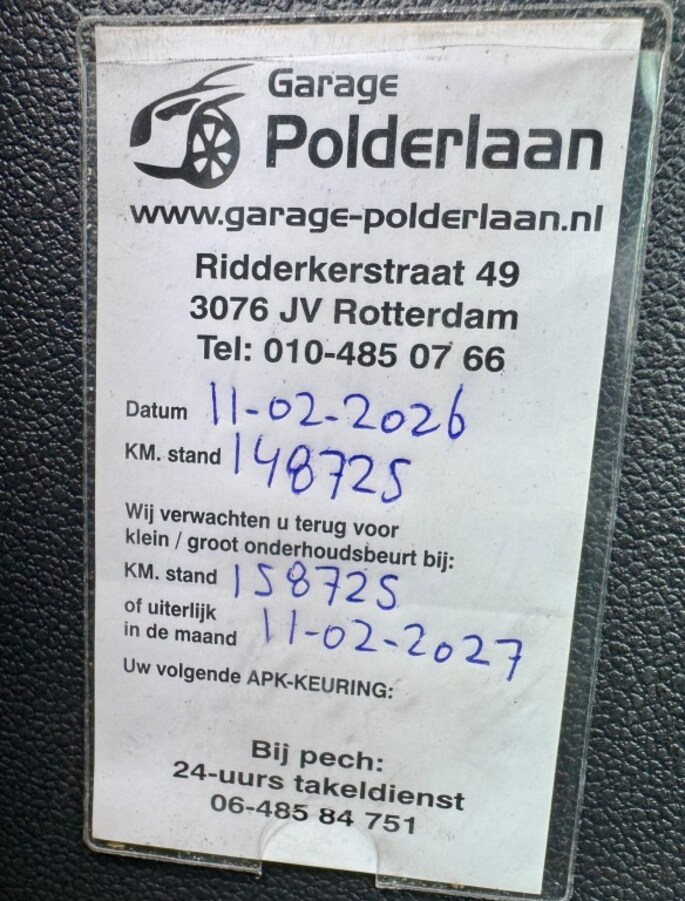 Garage
Polderlaan
www.garage-polderlaan.nl
Ridderkerstraat 49
3076 JV Rotterdam
Tel: 010-485 07 66
Datum 11-02-2026
KM. stand 148725
Wij verwachten u terug voor
klein / groot onderhoudsbeurt bij:
KM. stand 158725
of uiterlijk
in de maand 11-02-2027
Uw volgende APK-KEURING:
Bij pech:
24-uurs takeldienst
06-485 84 751